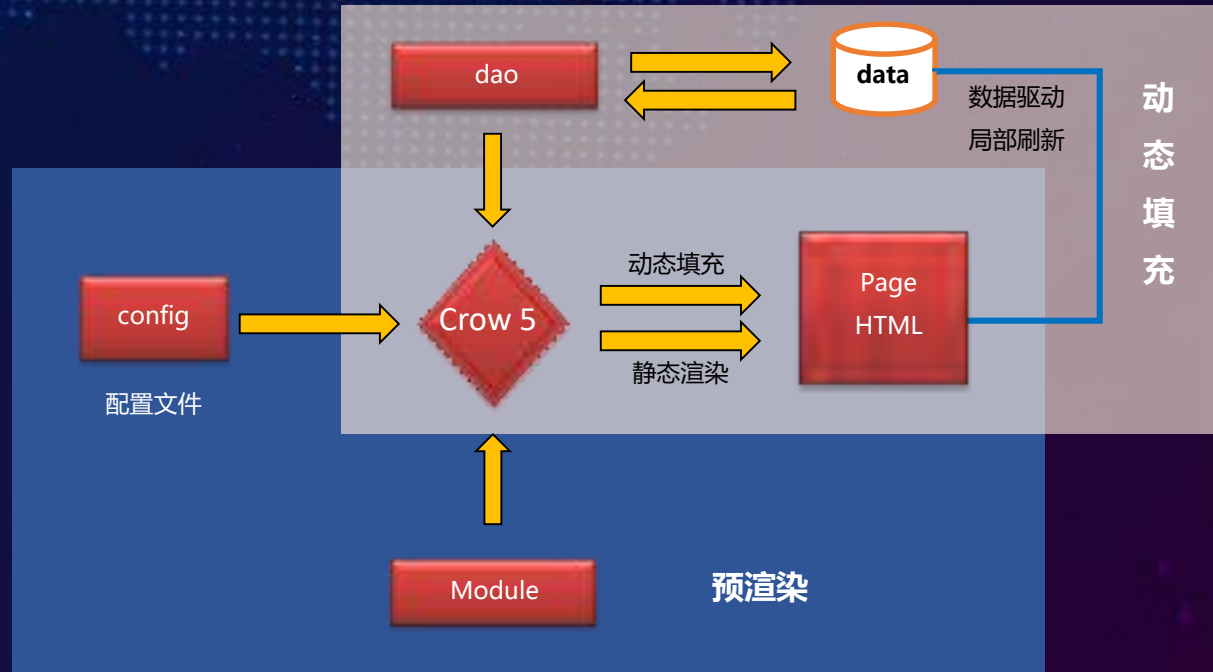 dao
data
数据驱动
局部刷新
动
态
填
充
动态填充
Page
HTML
config
Crow 5
静态渲染
配置文件
Module
预渲染